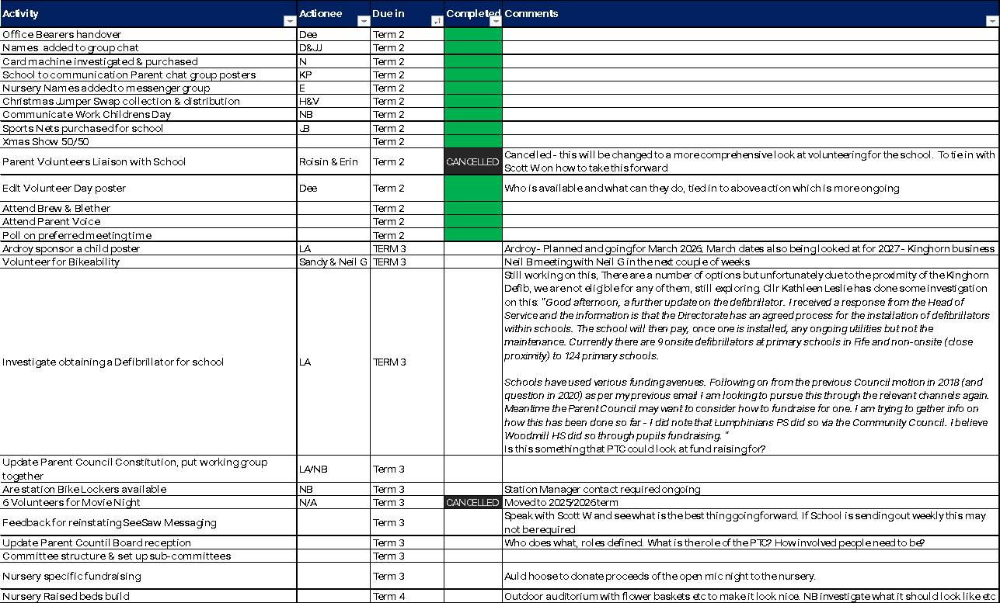 Activity Actionee Due in Completed Comments
Office Bearers handover Dee Term 2
Names added to group chat D&JJ Term 2
Card machine investigated & purchased N Term 2
School to communication Parent chat group posters KP Term 2
Nursery Names added to messenger group E Term 2
Christmas Jumper Swap collection & distribution H&V Term 2
Communicate Work Childrens Day NB Term 2
Sports Nets purchased for school JB Term 2
Xmas Show 50/50 Term 2
Parent Volunteers Liaison with School Roisin & Erin Term 2 CANCELLED Cancelled - this will be changed to a more comprehensive look at volunteering for the school. To tie in with
Scott W on how to take this forward
Edit Volunteer Day poster Dee Term 2 Who is available and what can they do, tied in to above action which is more ongoing
Attend Brew & Blether Term 2
Attend Parent Voice Term 2
Poll on preferred meeting time Term 2
Ardroy sponsor a child poster LA TERM 3 Ardroy - Planned and going for March 2026; March dates also being looked at for 2027 - Kinghorn business
Volunteer for Bikeability Sandy & Neil G TERM 3 Neil B meeting with Neil G in the next couple of weeks
Investigate obtaining a Defibrillator for school LA TERM 3 Still working on this, There are a number of options but unfortunately due to the proximity of the Kinghorn
Defib, we are not eligible for any of them, still exploring. Cllr Kathleen Leslie has done some investigation
on this: "Good afternoon, a further update on the defibrillator. I received a response from the Head of
Service and the information is that the Directorate has an agreed process for the installation of defibrillators
within schools. The school will then pay, once one is installed, any ongoing utilities but not the
maintenance. Currently there are 9 onsite defibrillators at primary schools in Fife and non-onsite (close
proximity) to 124 primary schools.
Schools have used various funding avenues. Following on from the previous Council motion in 2018 (and
question in 2020) as per my previous email I am looking to pursue this through the relevant channels again.
Meantime the Parent Council may want to consider how to fundraise for one. I am trying to gather info on
how this has been done so far - I did note that Lumphinians PS did so via the Community Council. I believe
Woodmill HS did so through pupils fundraising. "
Is this something that PTC could look at fund raising for?
Update Parent Council Constitution, put working group
together LA/NB Term 3
Are station Bike Lockers available NB Term 3 Station Manager contact required ongoing
6 Volunteers for Movie Night N/A Term 3 CANCELLED Moved to 2025/2026 term
Feedback for reinstating SeeSaw Messaging Term 3 Speak with Scott W and see what is the best thing going forward. If School is sending out weekly this may
not be required
Update Parent Countil Board reception Term 3 Who does what, roles defined. What is the role of the PTC? How involved people need to be?
Committee structure & set up sub-committees Term 3
Nursery specific fundraising Term 3 Auld hoose to donate proceeds of the open mic night to the nursery.
Nursery Raised beds build Term 4 Outdoor auditorium with flower baskets etc to make it look nice. NB investigate what it should look like etc